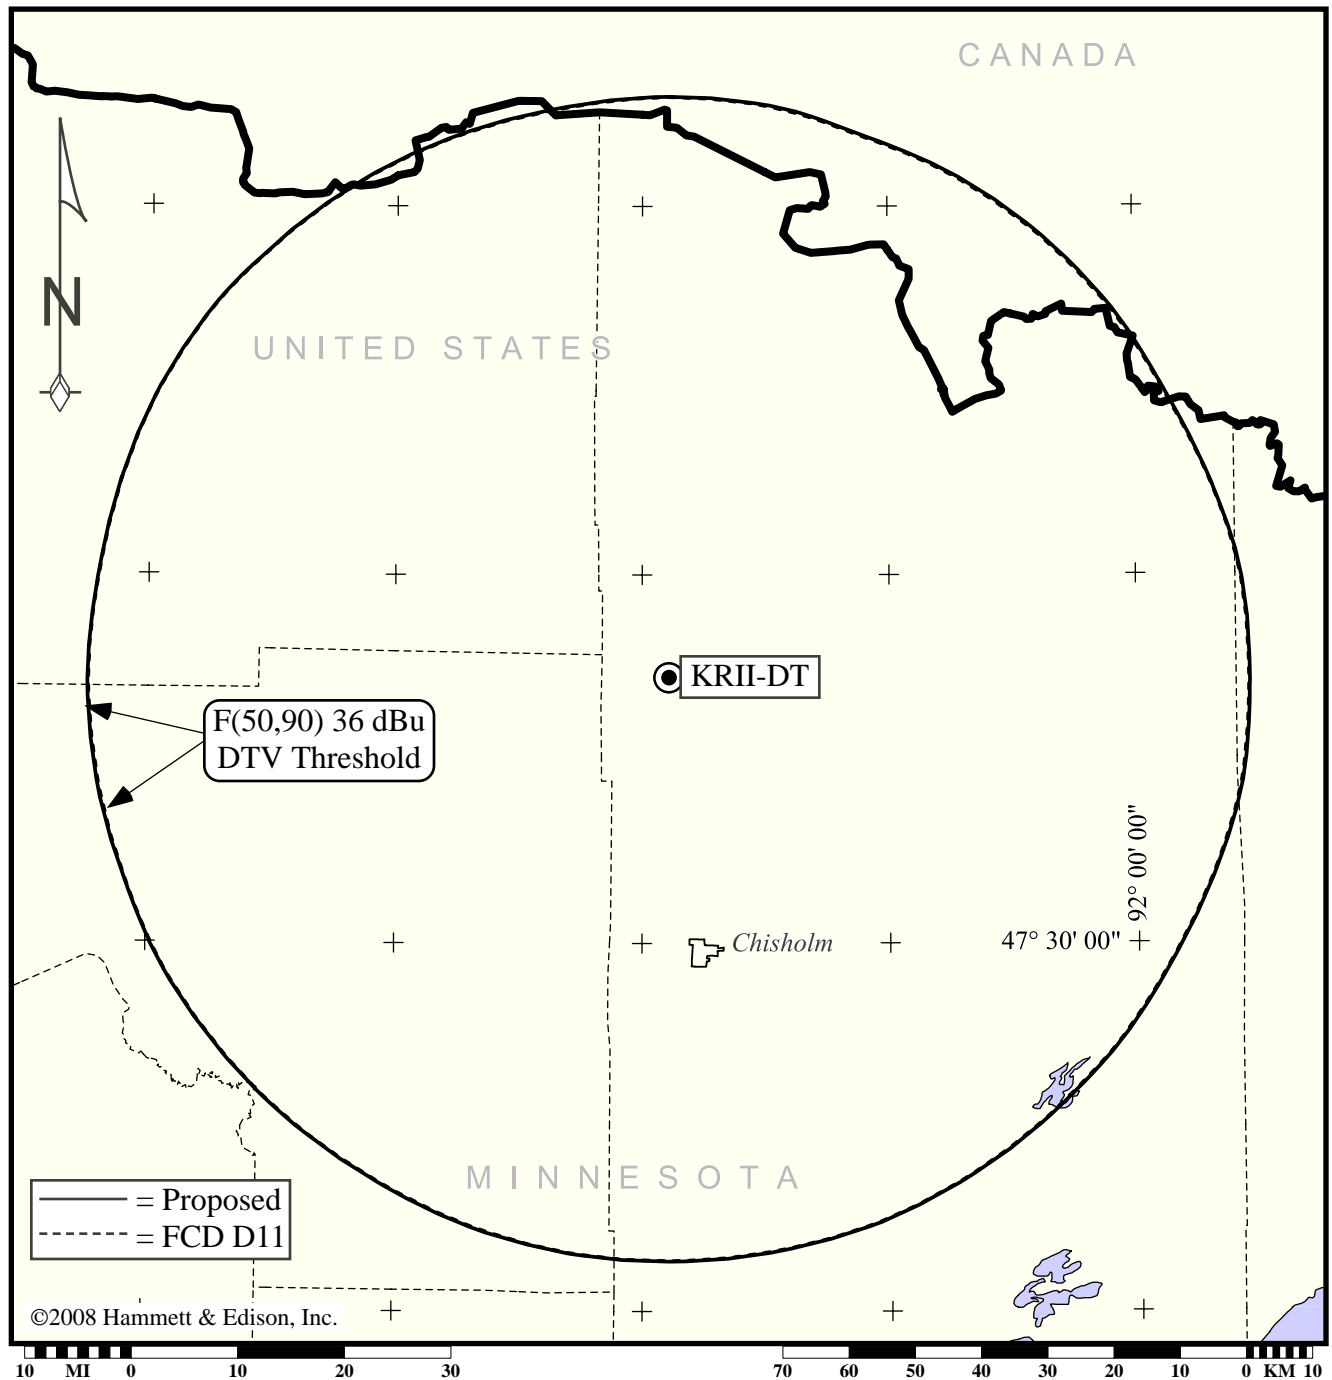 CANADA
N
UNITED STATES
KRII-DT
F(50,90) 36 dBu
DTV Threshold
92° 00' 00"
47° 30' 00"
Chisholm
MINNESOTA
= Proposed
= FCD D11
©2008 Hammett & Edison, Inc.
10 MI 0 10 20 30
70 60 50 40 30 20 10 0 KM 10